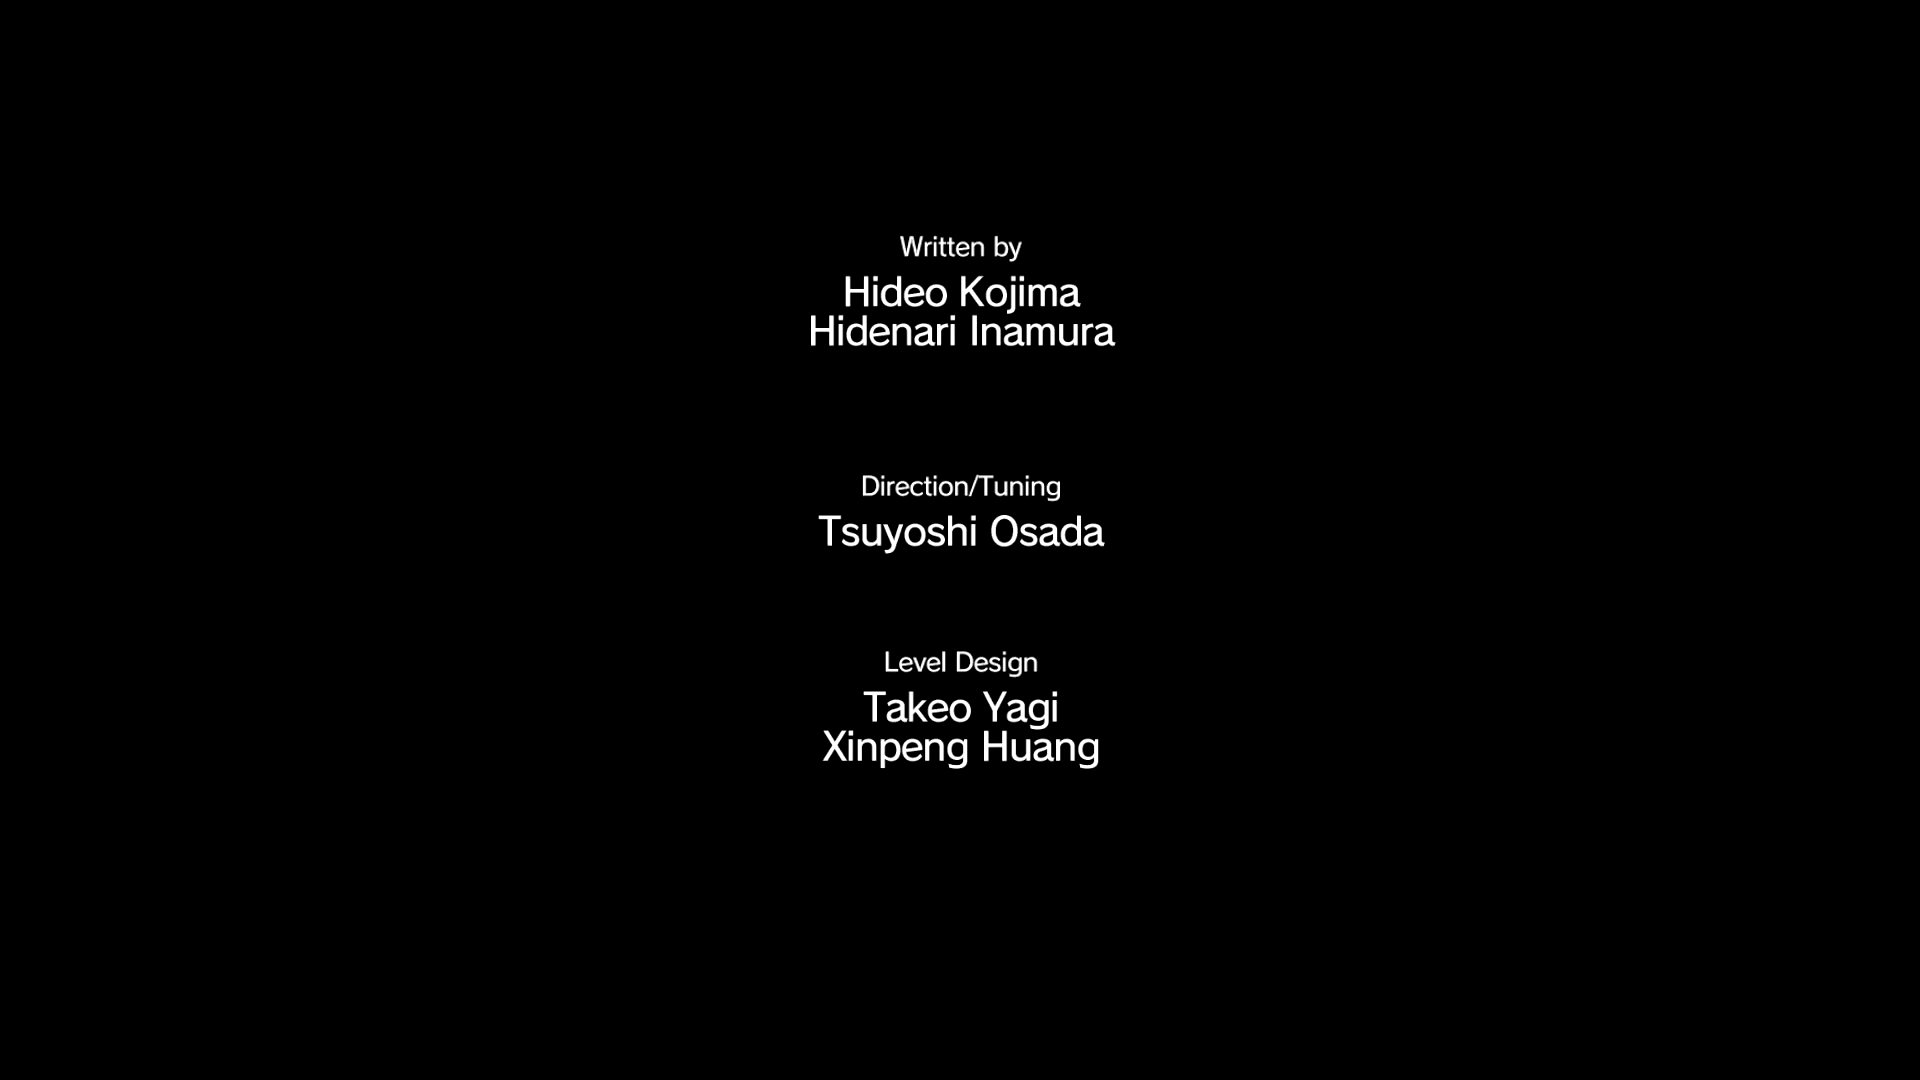 Written by
Hideo Kojima
Hidenari Inamura
Direction/Tuning
Tsuyoshi Osada
Level Design
Takeo Yagi
Xinpeng Huang